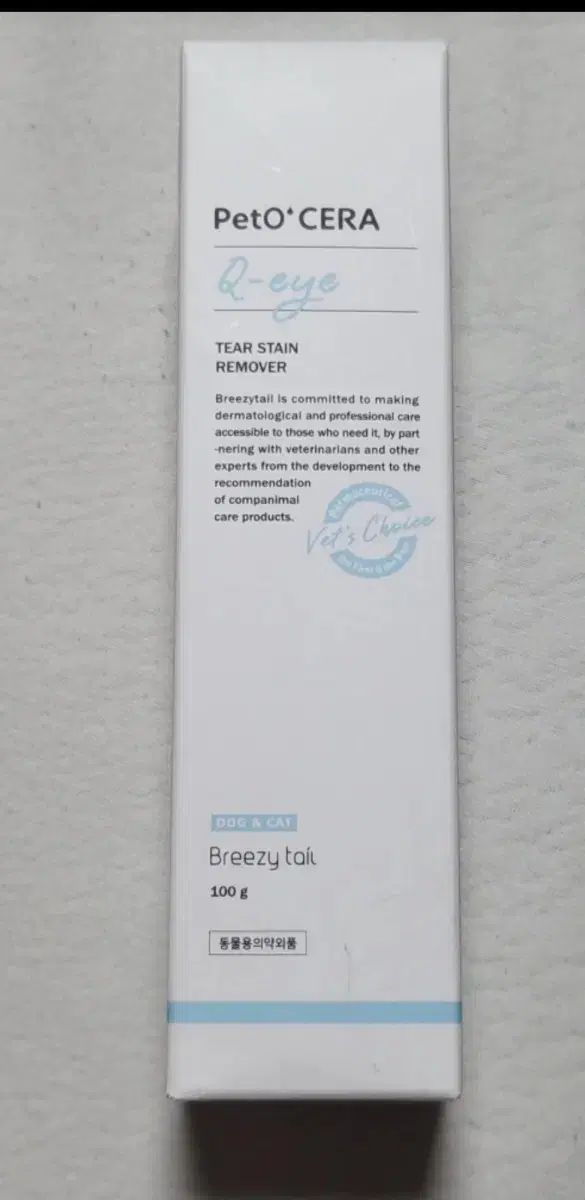 PetO'CERA
Q-eye
TEAR STAIN
REMOVER
Breezytail is committed to making
dermatological and professional care
accessible to those who need it, by part
-nering with veterinarians and other
experts from the development to the
recommendation
of companimal
care products.
Pharmaceutical
Vet's Choice
DOG & CAT
Breezy tail
100 g
동물용의약외품